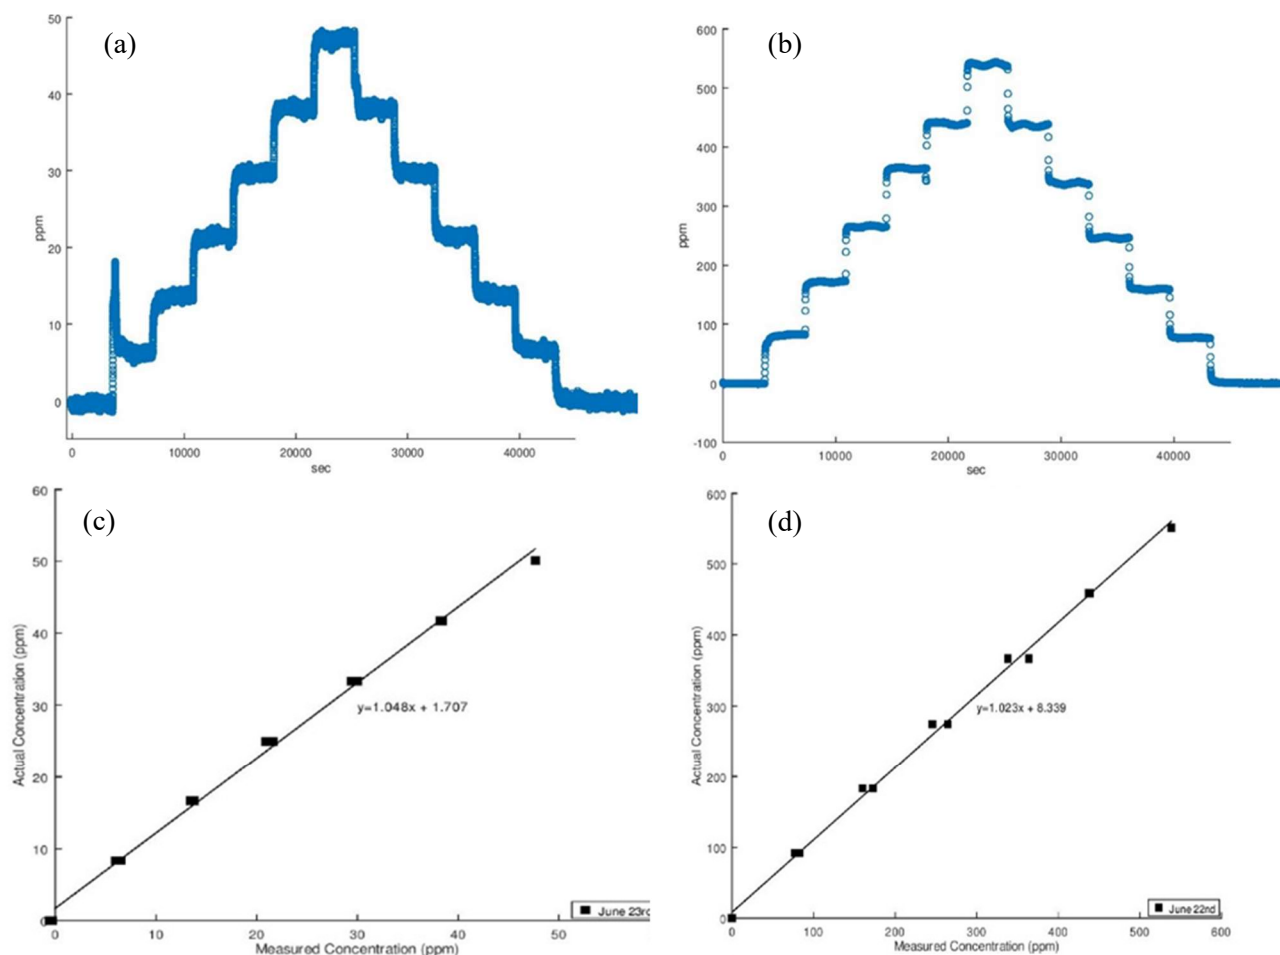 (a)
50
40
30
20
10
0
ppm
0 10000 20000 30000 40000
sec
(b)
600
500
400
300
200
100
0
-100
ppm
0 10000 20000 30000 40000
sec
(c)
60
50
40
30
20
10
0
Actual Concentration (ppm)
y=1.048x + 1.707
June 23rd
0 10 20 30 40 50
Measured Concentration (ppm)
(d)
600
500
400
300
200
100
0
Actual Concentration (ppm)
y=1.023x + 8.339
June 22nd
0 100 200 300 400 500 600
Measured Concentration (ppm)